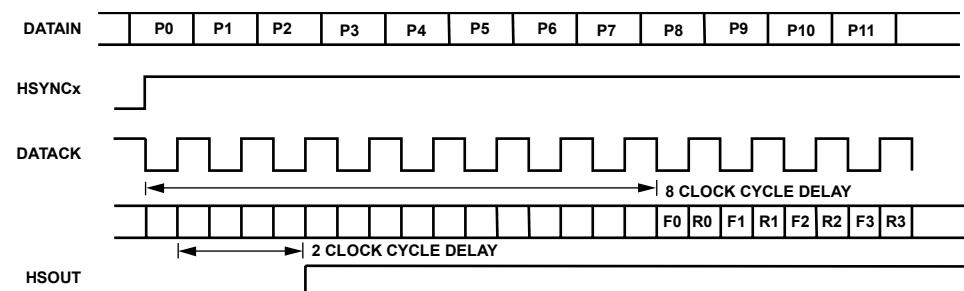 DATAIN P0 P1 P2 P3 P4 P5 P6 P7 P8 P9 P10 P11
HSYNCx
DATACK
8 CLOCK CYCLE DELAY
F0 R0 F1 R1 F2 R2 F3 R3
2 CLOCK CYCLE DELAY
HSOUT